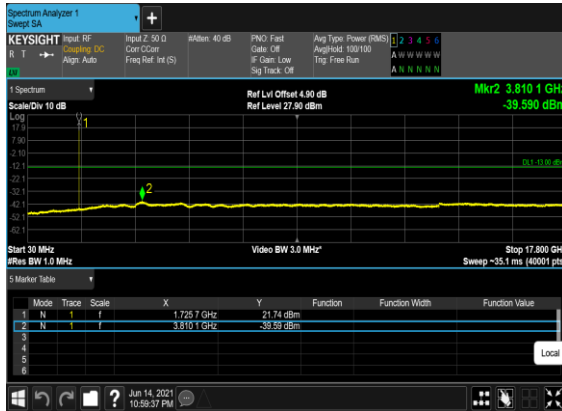 Spectrum Analyzer 1
Swept SA
+
KEYSIGHT
R T
Input: RF
Coupling: DC
Align: Auto
Input Z: 50 Ω
Corr CCorr
Freq Ref: Int (S)
#Atten: 40 dB
PNO: Fast
Gate: Off
IF Gain: Low
Sig Track: Off
Avg Type: Power (RMS)
Avg|Hold: 100/100
Trig: Free Run
1 2 3 4 5 6
A W W W W W
A N N N N N
1 Spectrum
Scale/Div 10 dB
Ref Lvl Offset 4.90 dB
Ref Level 27.90 dBm
Mkr2 3.810 1 GHz
-39.590 dBm
Log
17.9
7.90
-2.10
-12.1
-22.1
-32.1
-42.1
-52.1
-62.1
1
2
DL1 -13.00 dBm
Start 30 MHz
#Res BW 1.0 MHz
Video BW 3.0 MHz*
Stop 17.800 GH
Sweep ~35.1 ms (40001 pts
5 Marker Table
Mode Trace Scale X Y Function Function Width Function Value
1 N 1 f 1.725 7 GHz 21.74 dBm
2 N 1 f 3.810 1 GHz -39.59 dBm
3
4
5
6
Local
?
Jun 14, 2021
10:59:37 PM